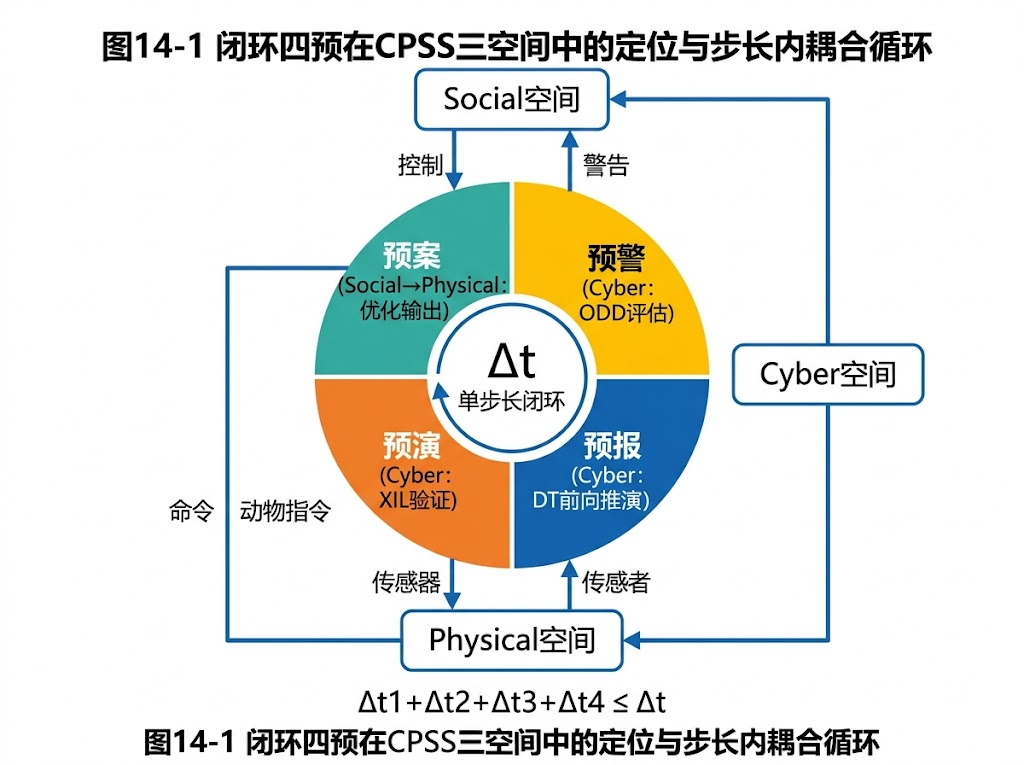 图14-1 闭环四预在CPSS三空间中的定位与步长内耦合循环
Social空间
控制
警告
预案
(Social→Physical:
优化输出)
预警
(Cyber:
ODD评估)
Δt
单步长闭环
Cyber空间
预演
(Cyber:
XIL验证)
预报
(Cyber:
DT前向推演)
命令
动物指令
传感器
传感者
Physical空间
Δt1+Δt2+Δt3+Δt4 ≤ Δt
图14-1 闭环四预在CPSS三空间中的定位与步长内耦合循环